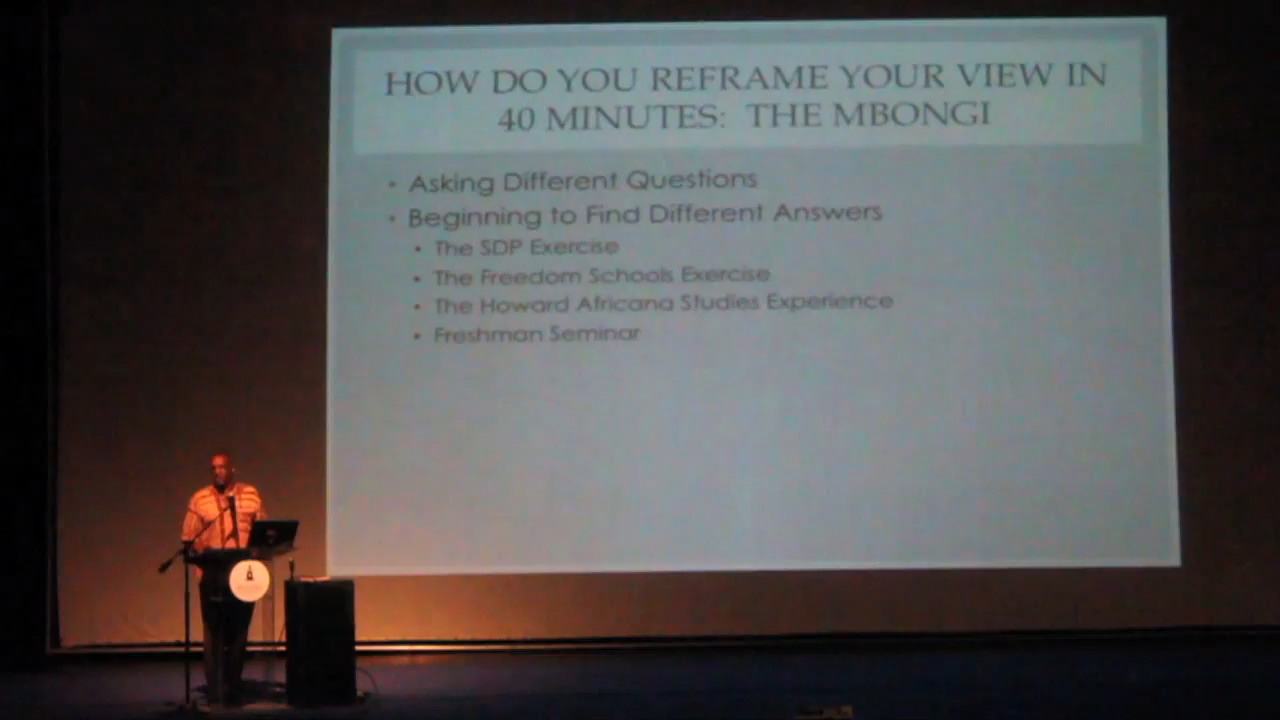 HOW DO YOU REFRAME YOUR VIEW IN
40 MINUTES: THE MBONGI
• Asking Different Questions
• Beginning to Find Different Answers
• The SDP Exercise
• The Freedom Schools Exercise
• The Howard Africana Studies Experience
• Freshman Seminar